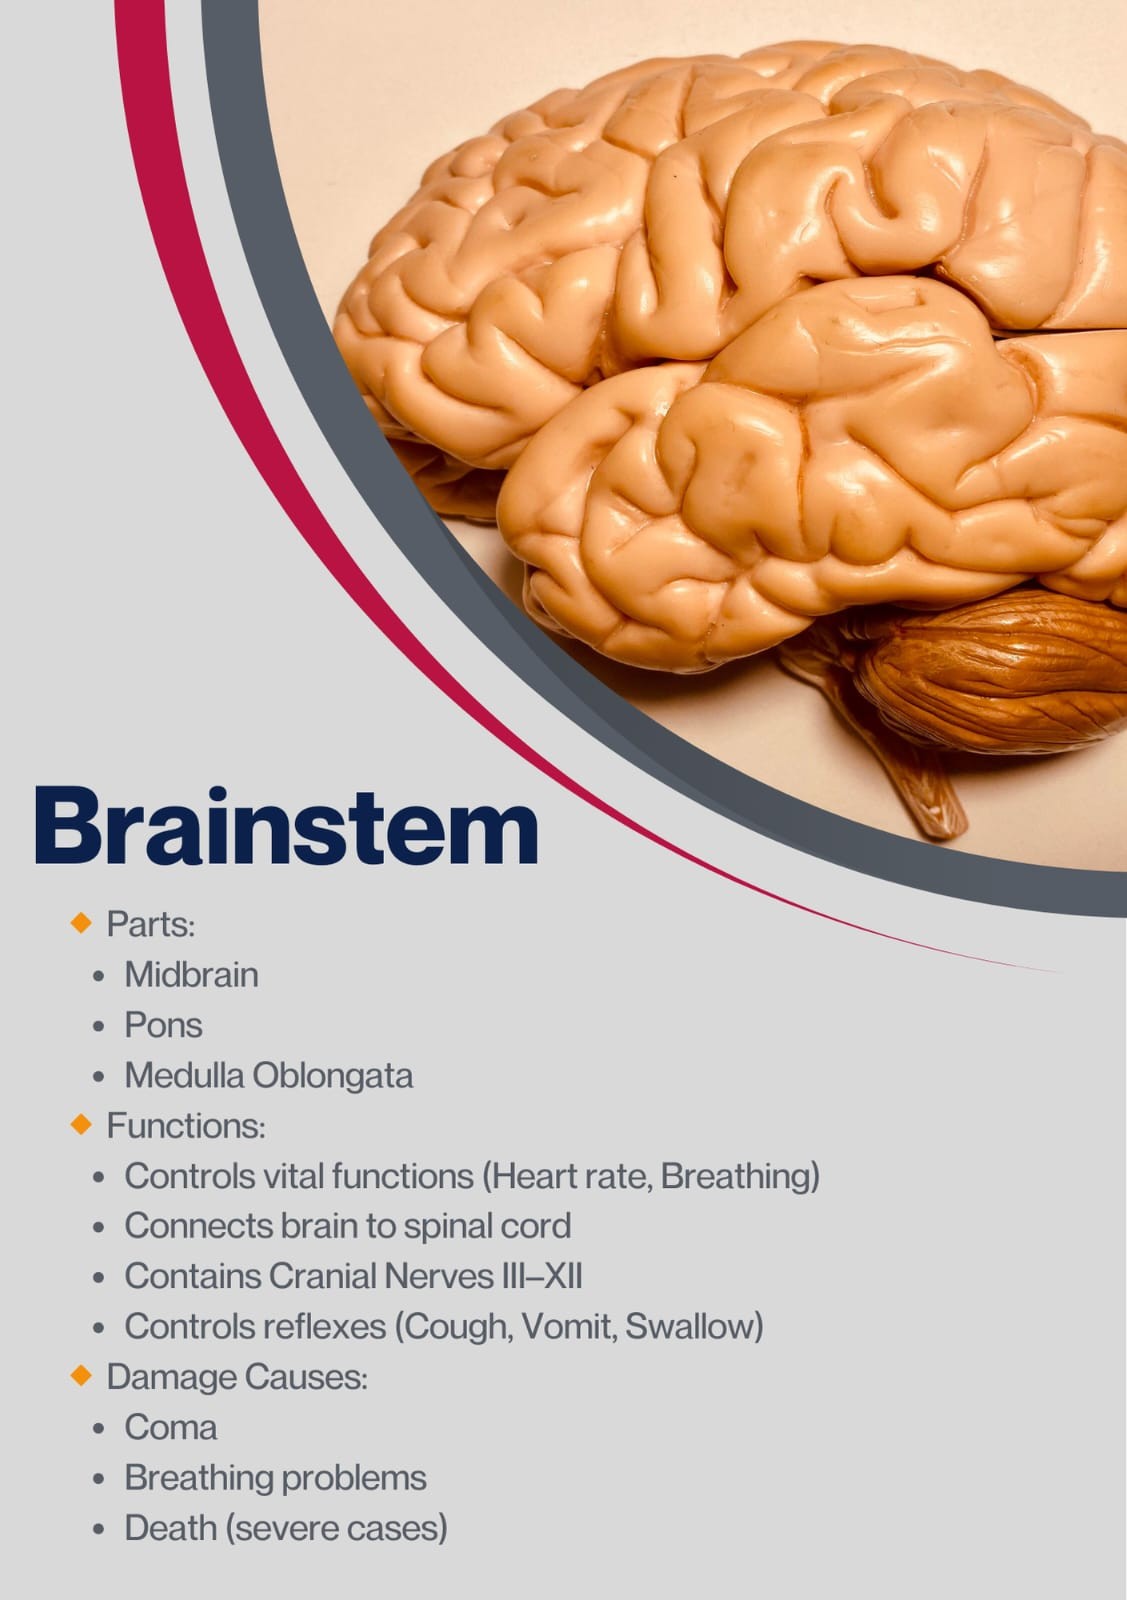 Brainstem
🔶 Parts:
• Midbrain
• Pons
• Medulla Oblongata
🔶 Functions:
• Controls vital functions (Heart rate, Breathing)
• Connects brain to spinal cord
• Contains Cranial Nerves III–XII
• Controls reflexes (Cough, Vomit, Swallow)
🔶 Damage Causes:
• Coma
• Breathing problems
• Death (severe cases)